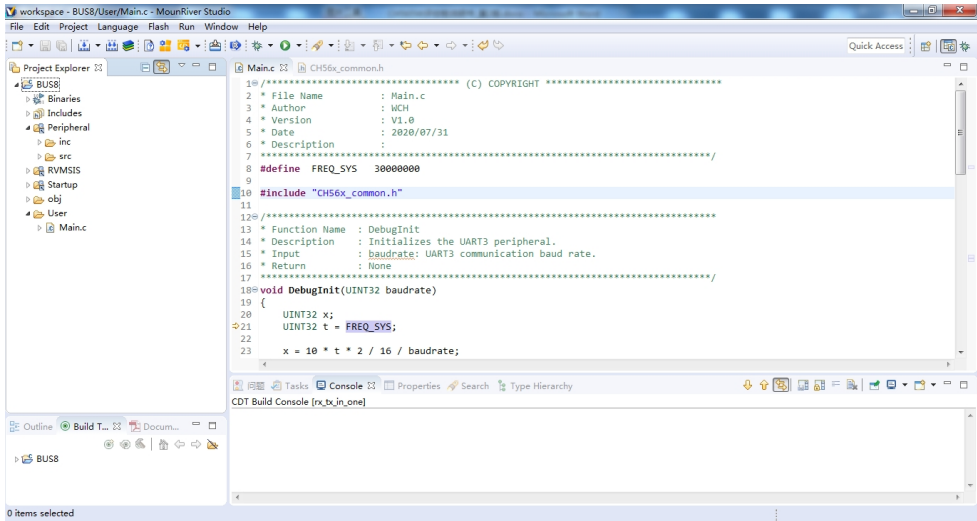 workspace - BUS8/User/Main.c - MounRiver Studio
File Edit Project Language Flash Run Window Help
Quick Access
Project Explorer
BUS8
Binaries
Includes
Peripheral
inc
src
RVMSIS
Startup
obj
User
Main.c
Main.c CH56x_common.h
1 /********************************* (C) COPYRIGHT *******************************
2 * File Name : Main.c
3 * Author : WCH
4 * Version : V1.0
5 * Date : 2020/07/31
6 * Description :
7 *******************************************************************************/
8 #define FREQ_SYS 30000000
9
10 #include "CH56x_common.h"
11
12 /*******************************************************************************
13 * Function Name : DebugInit
14 * Description : Initializes the UART3 peripheral.
15 * Input : baudrate: UART3 communication baud rate.
16 * Return : None
17 *******************************************************************************/
18 void DebugInit(UINT32 baudrate)
19 {
20 UINT32 x;
21 UINT32 t = FREQ_SYS;
22
23 x = 10 * t * 2 / 16 / baudrate;
问题 Tasks Console Properties Search Type Hierarchy
CDT Build Console [rx_tx_in_one]
Outline Build T... Docum...
BUS8
0 items selected